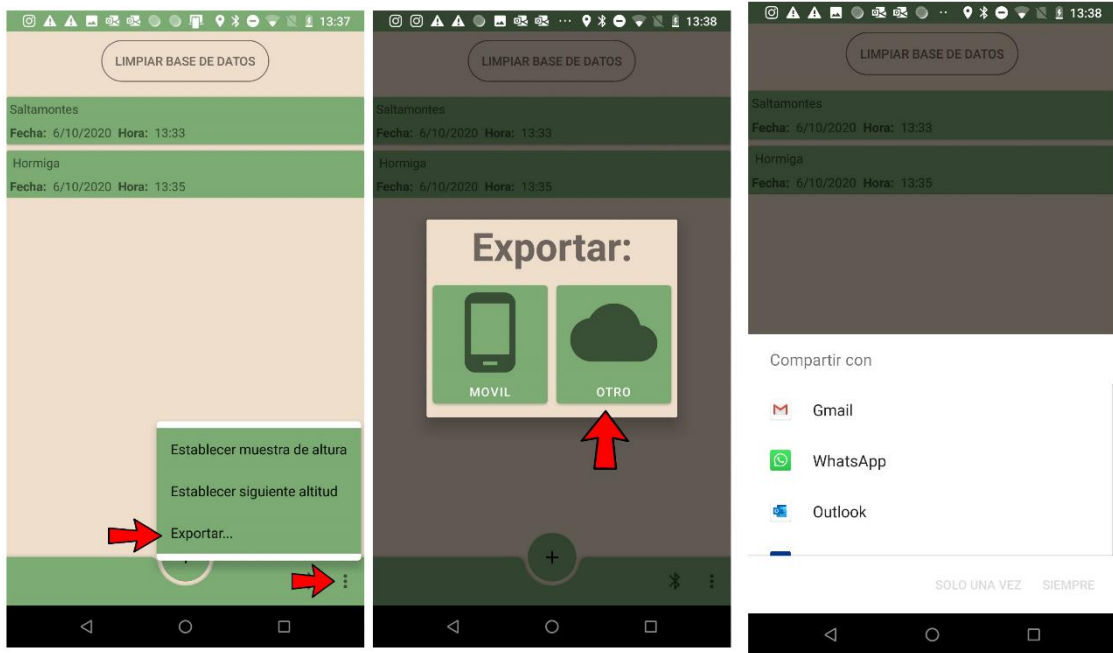 13:37
LIMPIAR BASE DE DATOS
Saltamontes
Fecha: 6/10/2020 Hora: 13:33
Hormiga
Fecha: 6/10/2020 Hora: 13:35
Establecer muestra de altura
Establecer siguiente altitud
Exportar...
13:38
LIMPIAR BASE DE DATOS
Saltamontes
Fecha: 6/10/2020 Hora: 13:33
Hormiga
Fecha: 6/10/2020 Hora: 13:35
Exportar:
MOVIL
OTRO
+
13:38
LIMPIAR BASE DE DATOS
Saltamontes
Fecha: 6/10/2020 Hora: 13:33
Hormiga
Fecha: 6/10/2020 Hora: 13:35
Compartir con
Gmail
WhatsApp
Outlook
SOLO UNA VEZ SIEMPRE